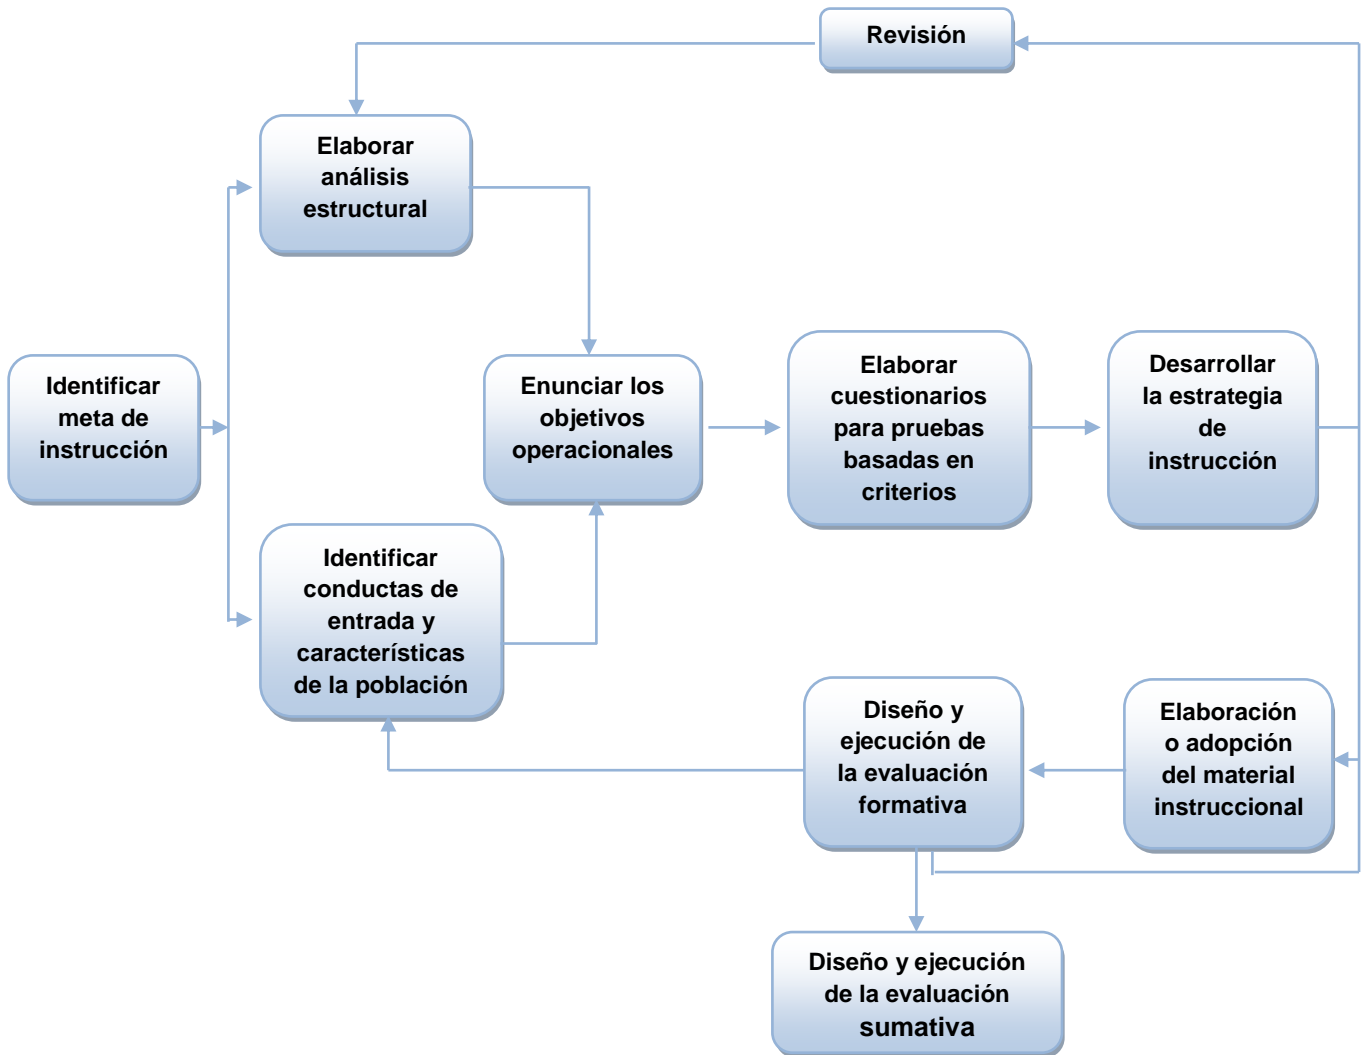 Revisión
Elaborar
análisis
estructural
Identificar
meta de
instrucción
Enunciar los
objetivos
operacionales
Elaborar
cuestionarios
para pruebas
basadas en
criterios
Desarrollar
la estrategia
de
instrucción
Identificar
conductas de
entrada y
características
de la población
Diseño y
ejecución de
la evaluación
formativa
Elaboración
o adopción
del material
instruccional
Diseño y ejecución
de la evaluación
sumativa